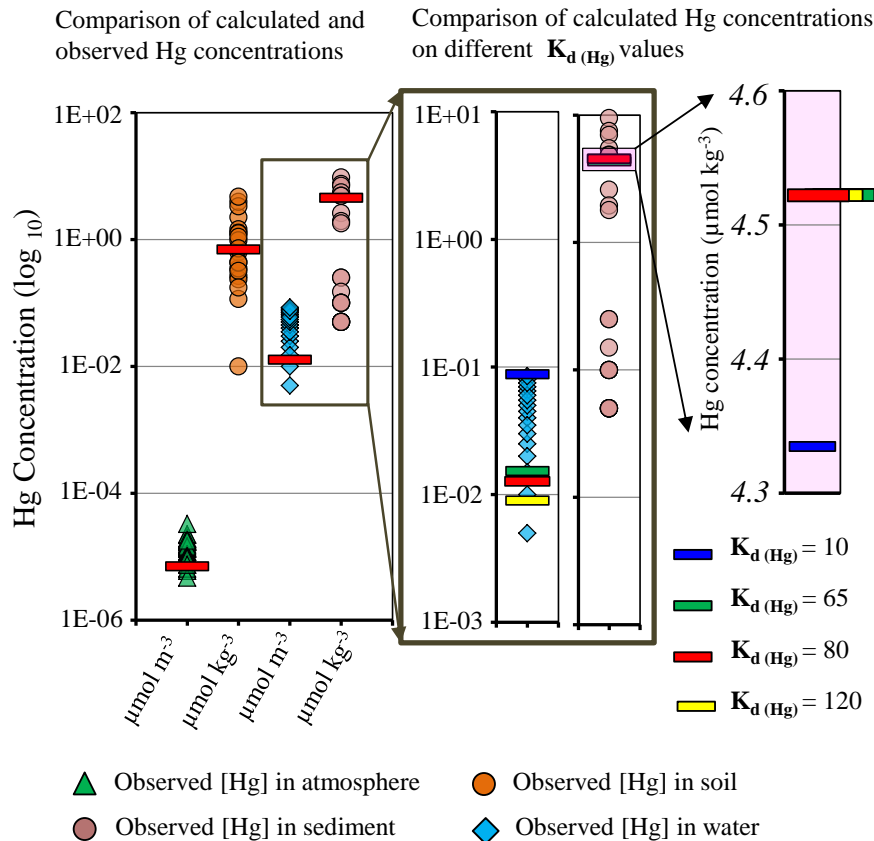 Comparison of calculated and
observed Hg concentrations
Comparison of calculated Hg concentrations
on different K d (Hg) values
Hg Concentration (log 10)
1E+02
1E+00
1E-02
1E-04
1E-06
µmol m-3
µmol kg-3
µmol m-3
µmol kg-3
1E+01
1E+00
1E-01
1E-02
1E-03
Hg concentration (µmol kg-3)
4.6
4.5
4.4
4.3
K d (Hg) = 10
K d (Hg) = 65
K d (Hg) = 80
K d (Hg) = 120
Observed [Hg] in atmosphere
Observed [Hg] in soil
Observed [Hg] in sediment
Observed [Hg] in water